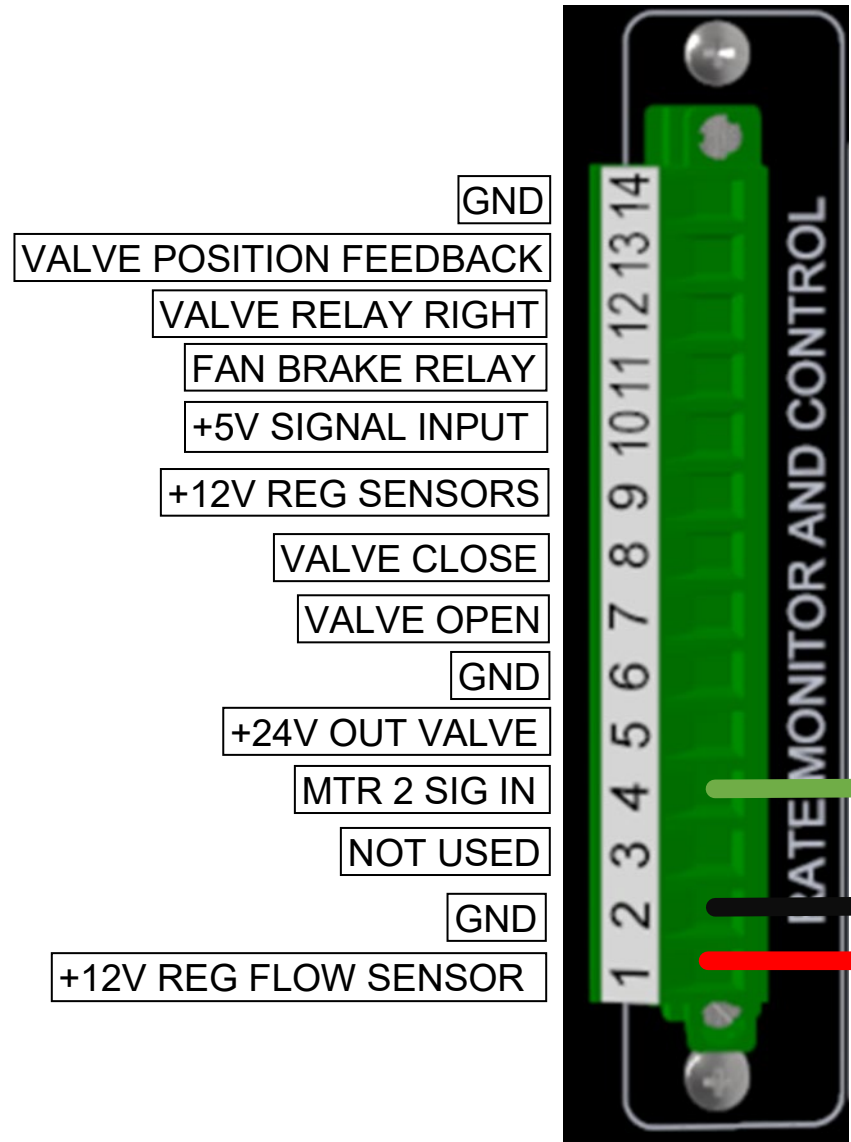 GND
VALVE POSITION FEEDBACK
VALVE RELAY RIGHT
FAN BRAKE RELAY
+5V SIGNAL INPUT
+12V REG SENSORS
VALVE CLOSE
VALVE OPEN
GND
+24V OUT VALVE
MTR 2 SIG IN
NOT USED
GND
+12V REG FLOW SENSOR
1 2 3 4 5 6 7 8 9 10 11 12 13 14
RATE MONITOR AND CONTROL